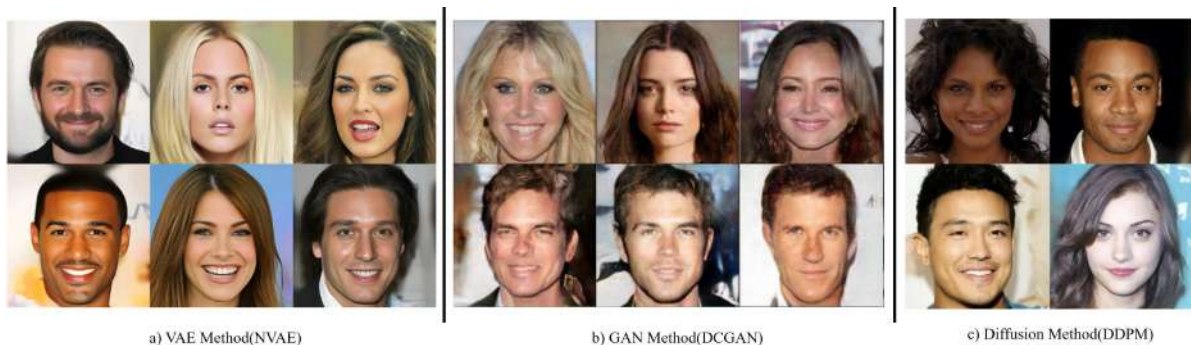 a) VAE Method(NVAE)
b) GAN Method(DCGAN)
c) Diffusion Method(DDPM)